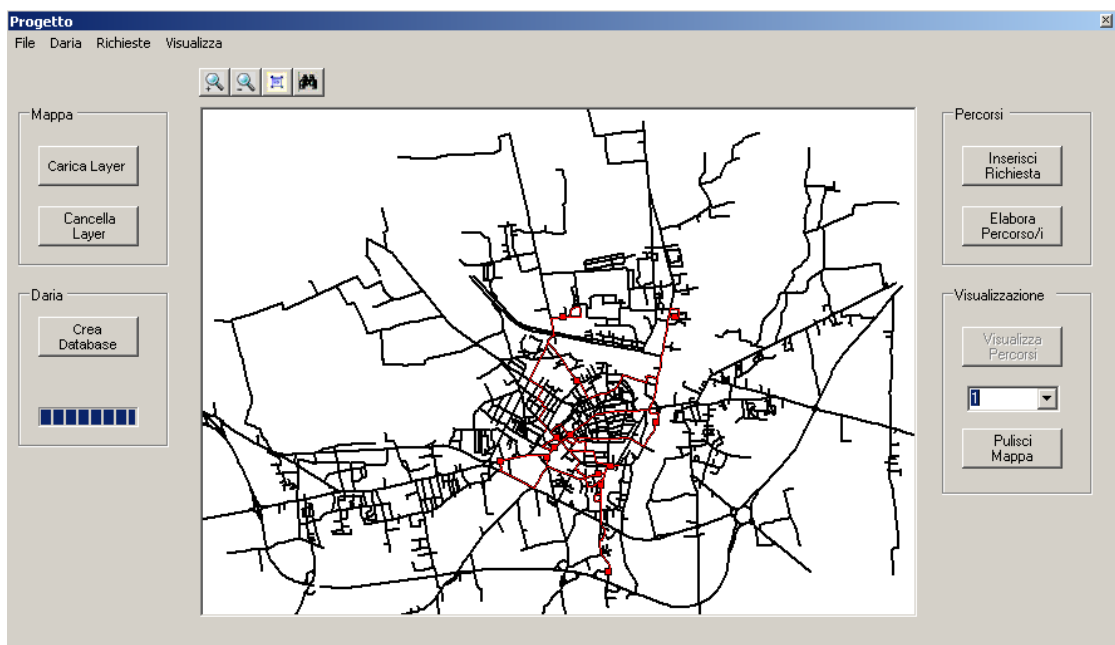 Progetto
File Daria Richieste Visualizza
Mappa
Carica Layer
Cancella
Layer
Daria
Crea
Database
Percorsi
Inserisci
Richiesta
Elabora
Percorso/i
Visualizzazione
Visualizza
Percorsi
1
Pulisci
Mappa